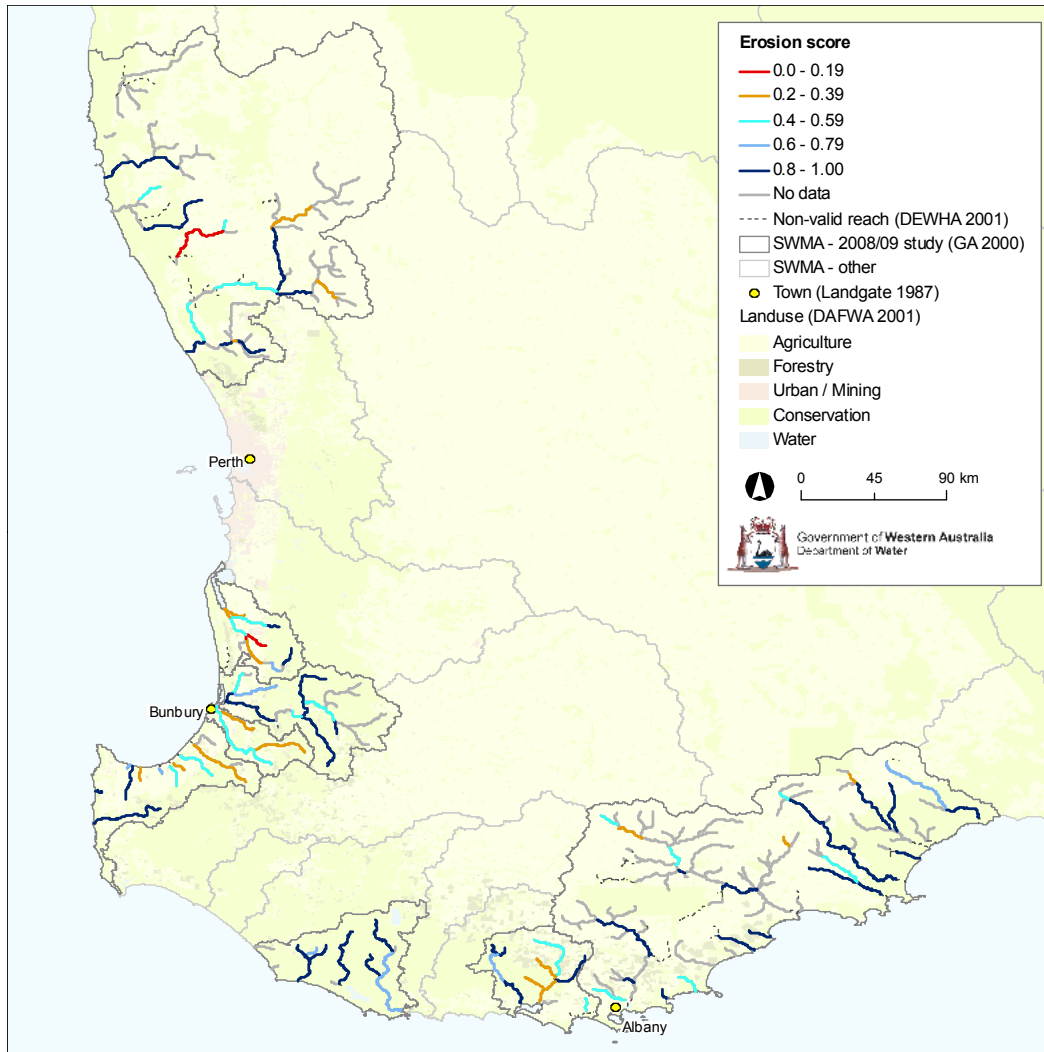 Erosion score
0.0 - 0.19
0.2 - 0.39
0.4 - 0.59
0.6 - 0.79
0.8 - 1.00
No data
Non-valid reach (DEWHA 2001)
SWMA - 2008/09 study (GA 2000)
SWMA - other
Town (Landgate 1987)
Landuse (DAFWA 2001)
Agriculture
Forestry
Urban / Mining
Conservation
Water
0 45 90 km
Government of Western Australia
Department of Water
Perth
Bunbury
Albany